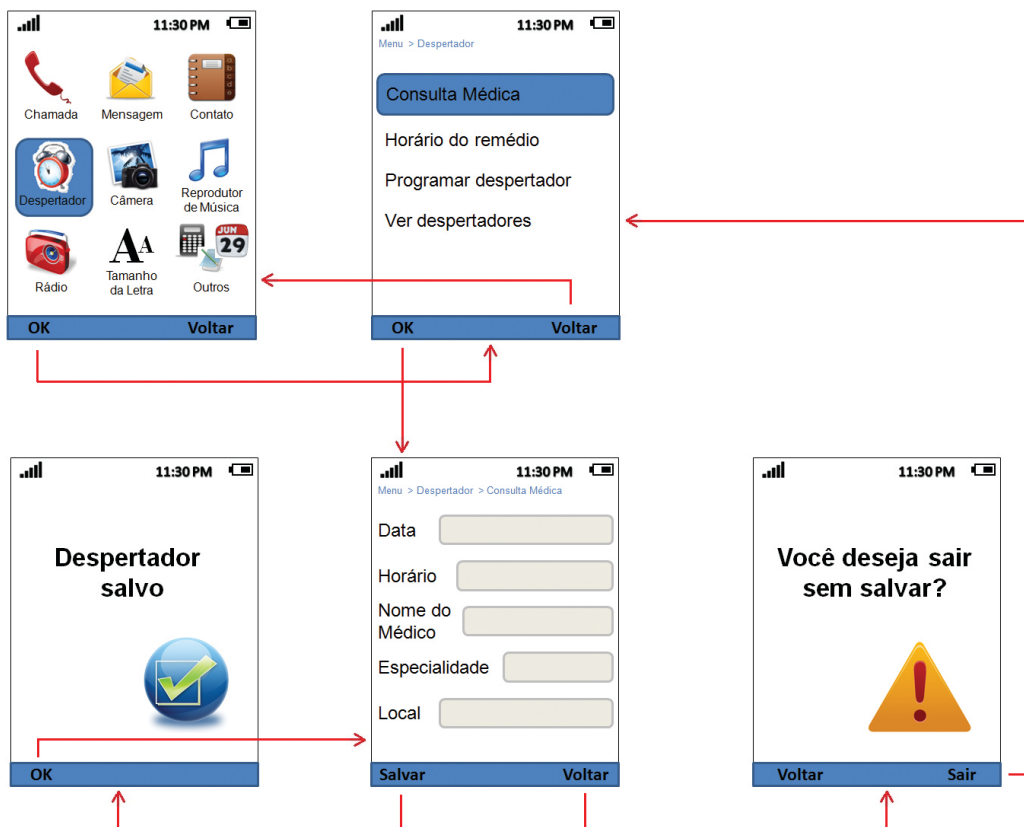 11:30 PM
Chamada
Mensagem
Contato
Despertador
Câmera
Reprodutor
de Música
Rádio
Tamanho
da Letra
JUN
29
Outros
OK Voltar
11:30 PM
Menu > Despertador
Consulta Médica
Horário do remédio
Programar despertador
Ver despertadores
OK Voltar
11:30 PM
Despertador
salvo
OK
11:30 PM
Menu > Despertador > Consulta Médica
Data
Horário
Nome do
Médico
Especialidade
Local
Salvar Voltar
11:30 PM
Você deseja sair
sem salvar?
Voltar Sair